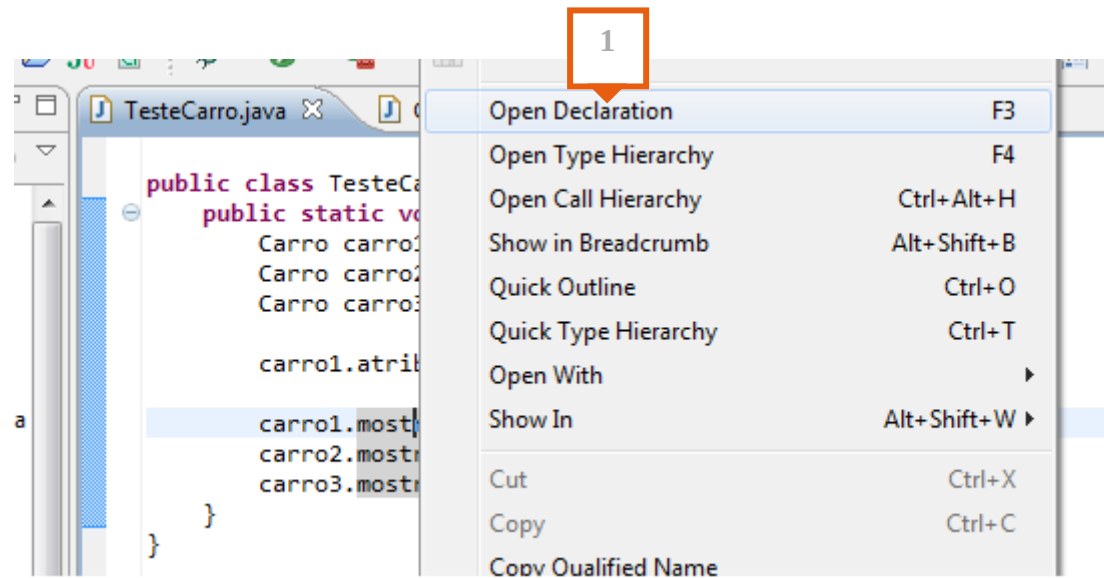 1
TesteCarro.java
Open Declaration F3
Open Type Hierarchy F4
public class TesteCa
Open Call Hierarchy Ctrl+Alt+H
public static vo
Carro carro1
Show in Breadcrumb Alt+Shift+B
Carro carro2
Quick Outline Ctrl+O
Carro carro3
Quick Type Hierarchy Ctrl+T
carro1.atrib
Open With
a
carro1.most
Show In Alt+Shift+W
carro2.mostr
carro3.mostr
Cut Ctrl+X
}
Copy Ctrl+C
}
Copy Qualified Name